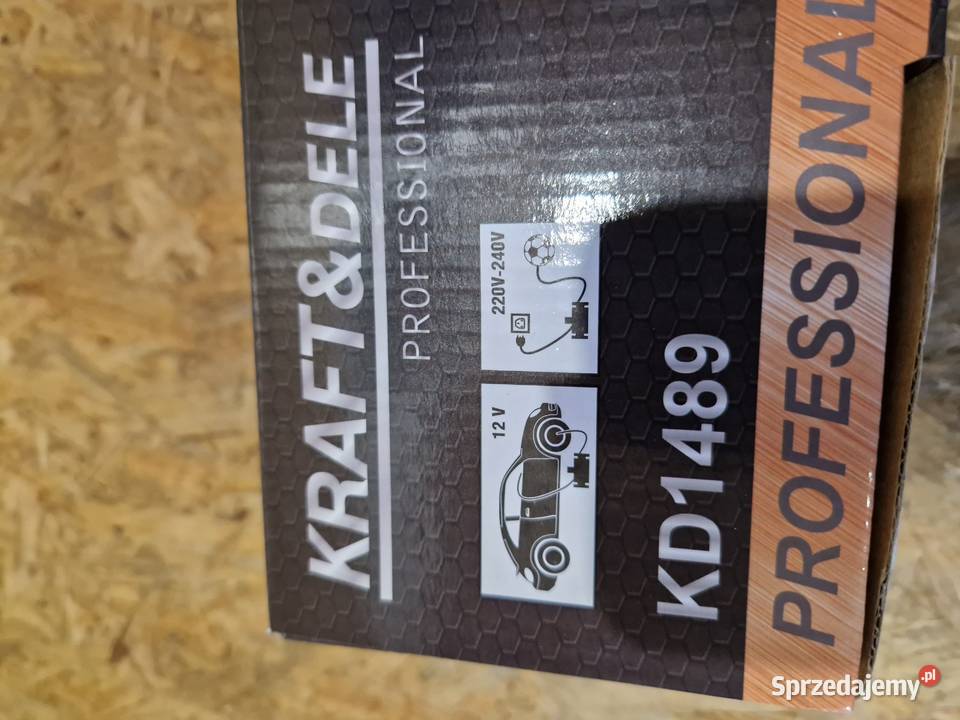 KRAFT&DELE
PROFESSIONAL
12 V
220V-240V
KD1489
PROFESSIONAL
Sprzedajemy.pl